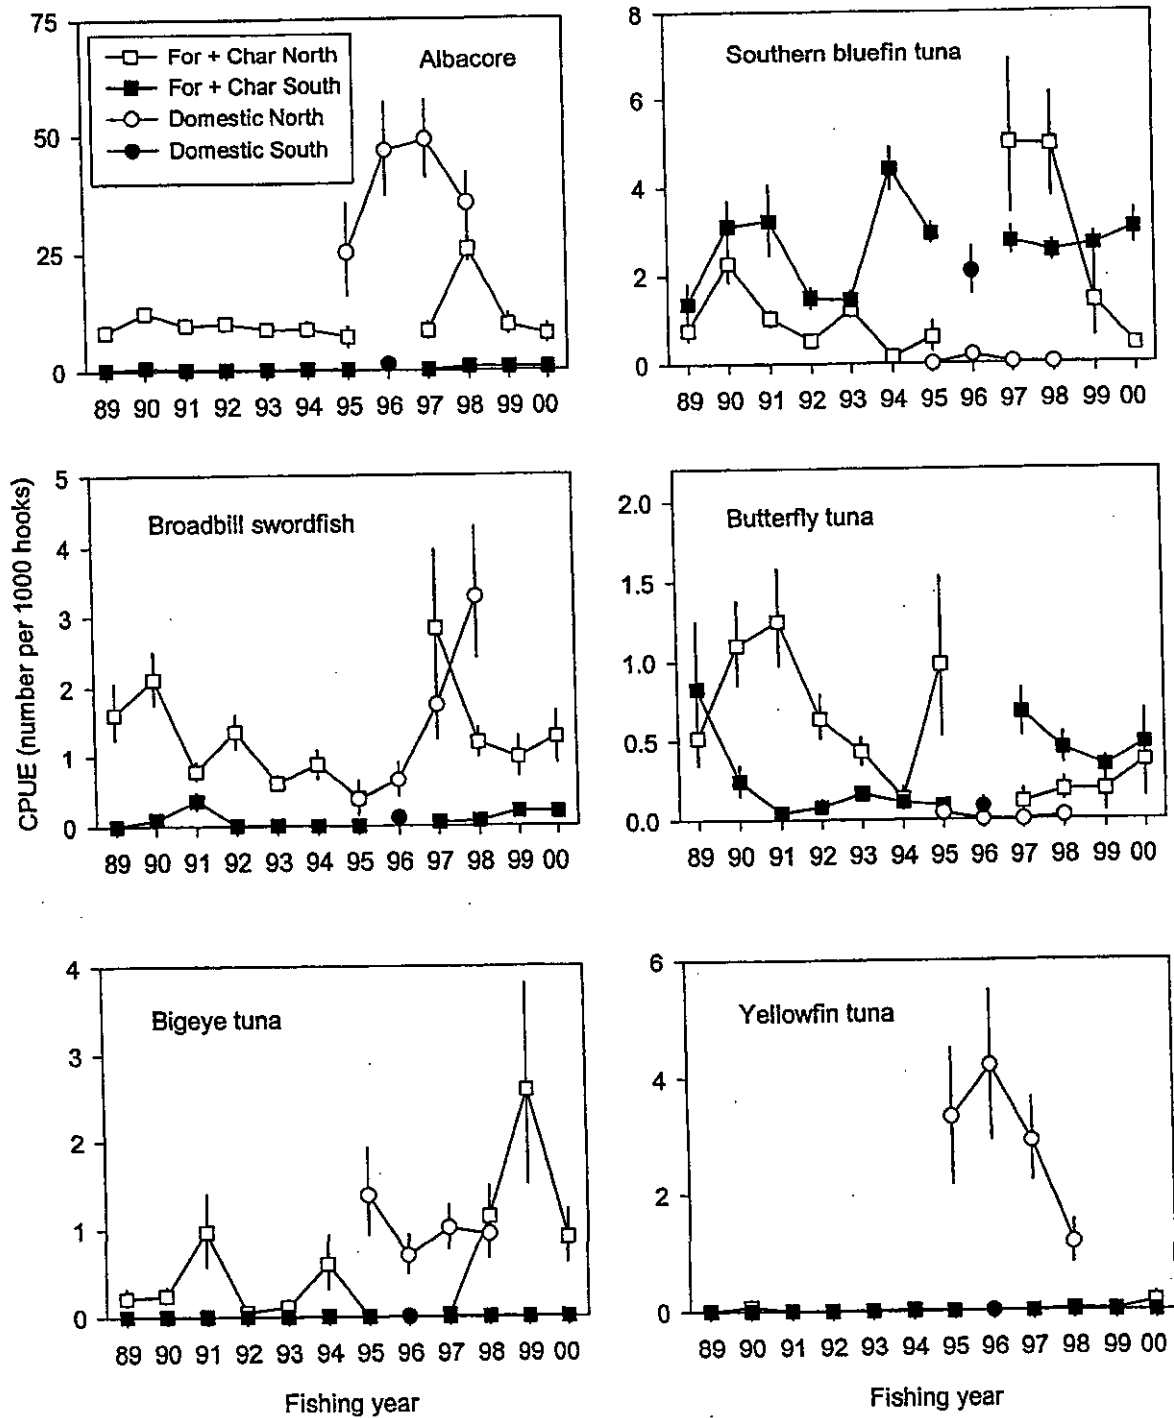 75
50
25
0
For + Char North
For + Char South
Domestic North
Domestic South
Albacore
89 90 91 92 93 94 95 96 97 98 99 00
8
6
4
2
0
Southern bluefin tuna
89 90 91 92 93 94 95 96 97 98 99 00
CPUE (number per 1000 hooks)
5
4
3
2
1
0
Broadbill swordfish
89 90 91 92 93 94 95 96 97 98 99 00
2.0
1.5
1.0
0.5
0.0
Butterfly tuna
89 90 91 92 93 94 95 96 97 98 99 00
4
3
2
1
0
Bigeye tuna
89 90 91 92 93 94 95 96 97 98 99 00
Fishing year
6
4
2
0
Yellowfin tuna
89 90 91 92 93 94 95 96 97 98 99 00
Fishing year